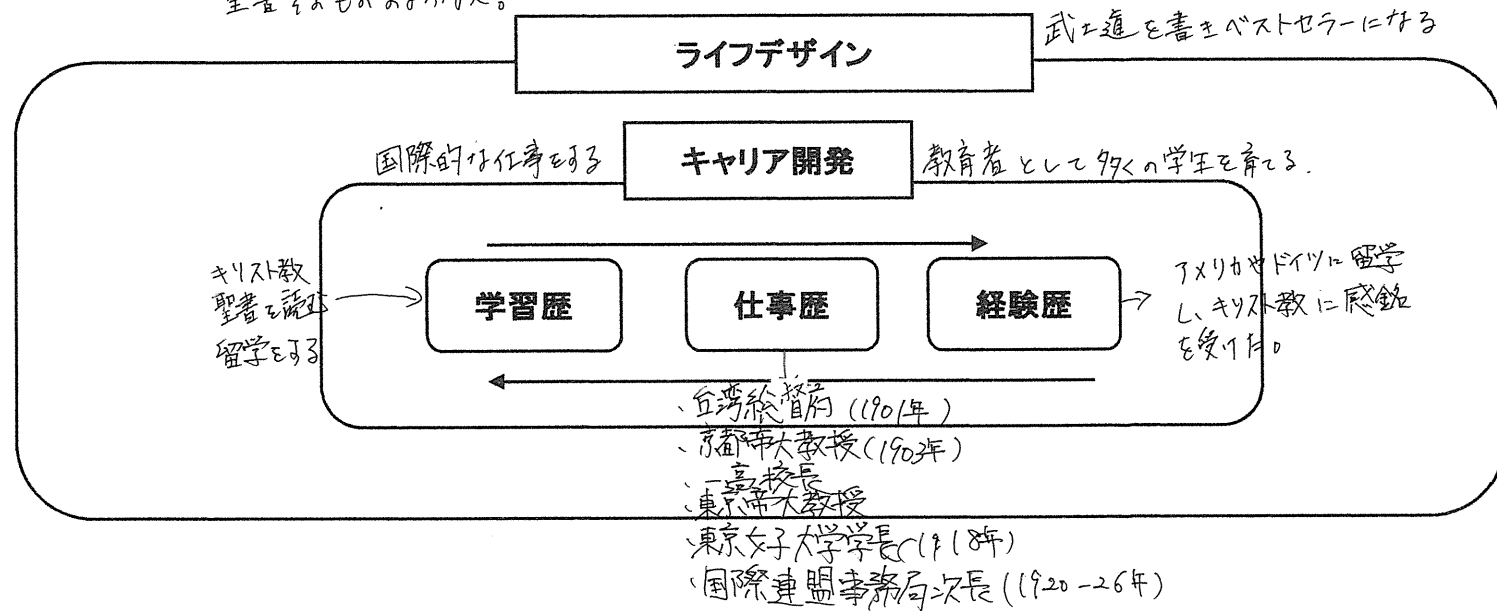 武士道を書きベストセラーになる
ライフデザイン
国際的な仕事をする
キャリア開発
教育者として多くの学生を育てる.
キリスト教
聖書を読む
留学をする
学習歴
仕事歴
経験歴
アメリカやドイツに留学
し、キリスト教に感銘
を受けた。
・台湾総督府(1901年)
・京都帝大教授(1903年)
・一高校長
・東京帝大教授
・東京女子大学学長(1918年)
・国際連盟事務局次長(1920-26年)